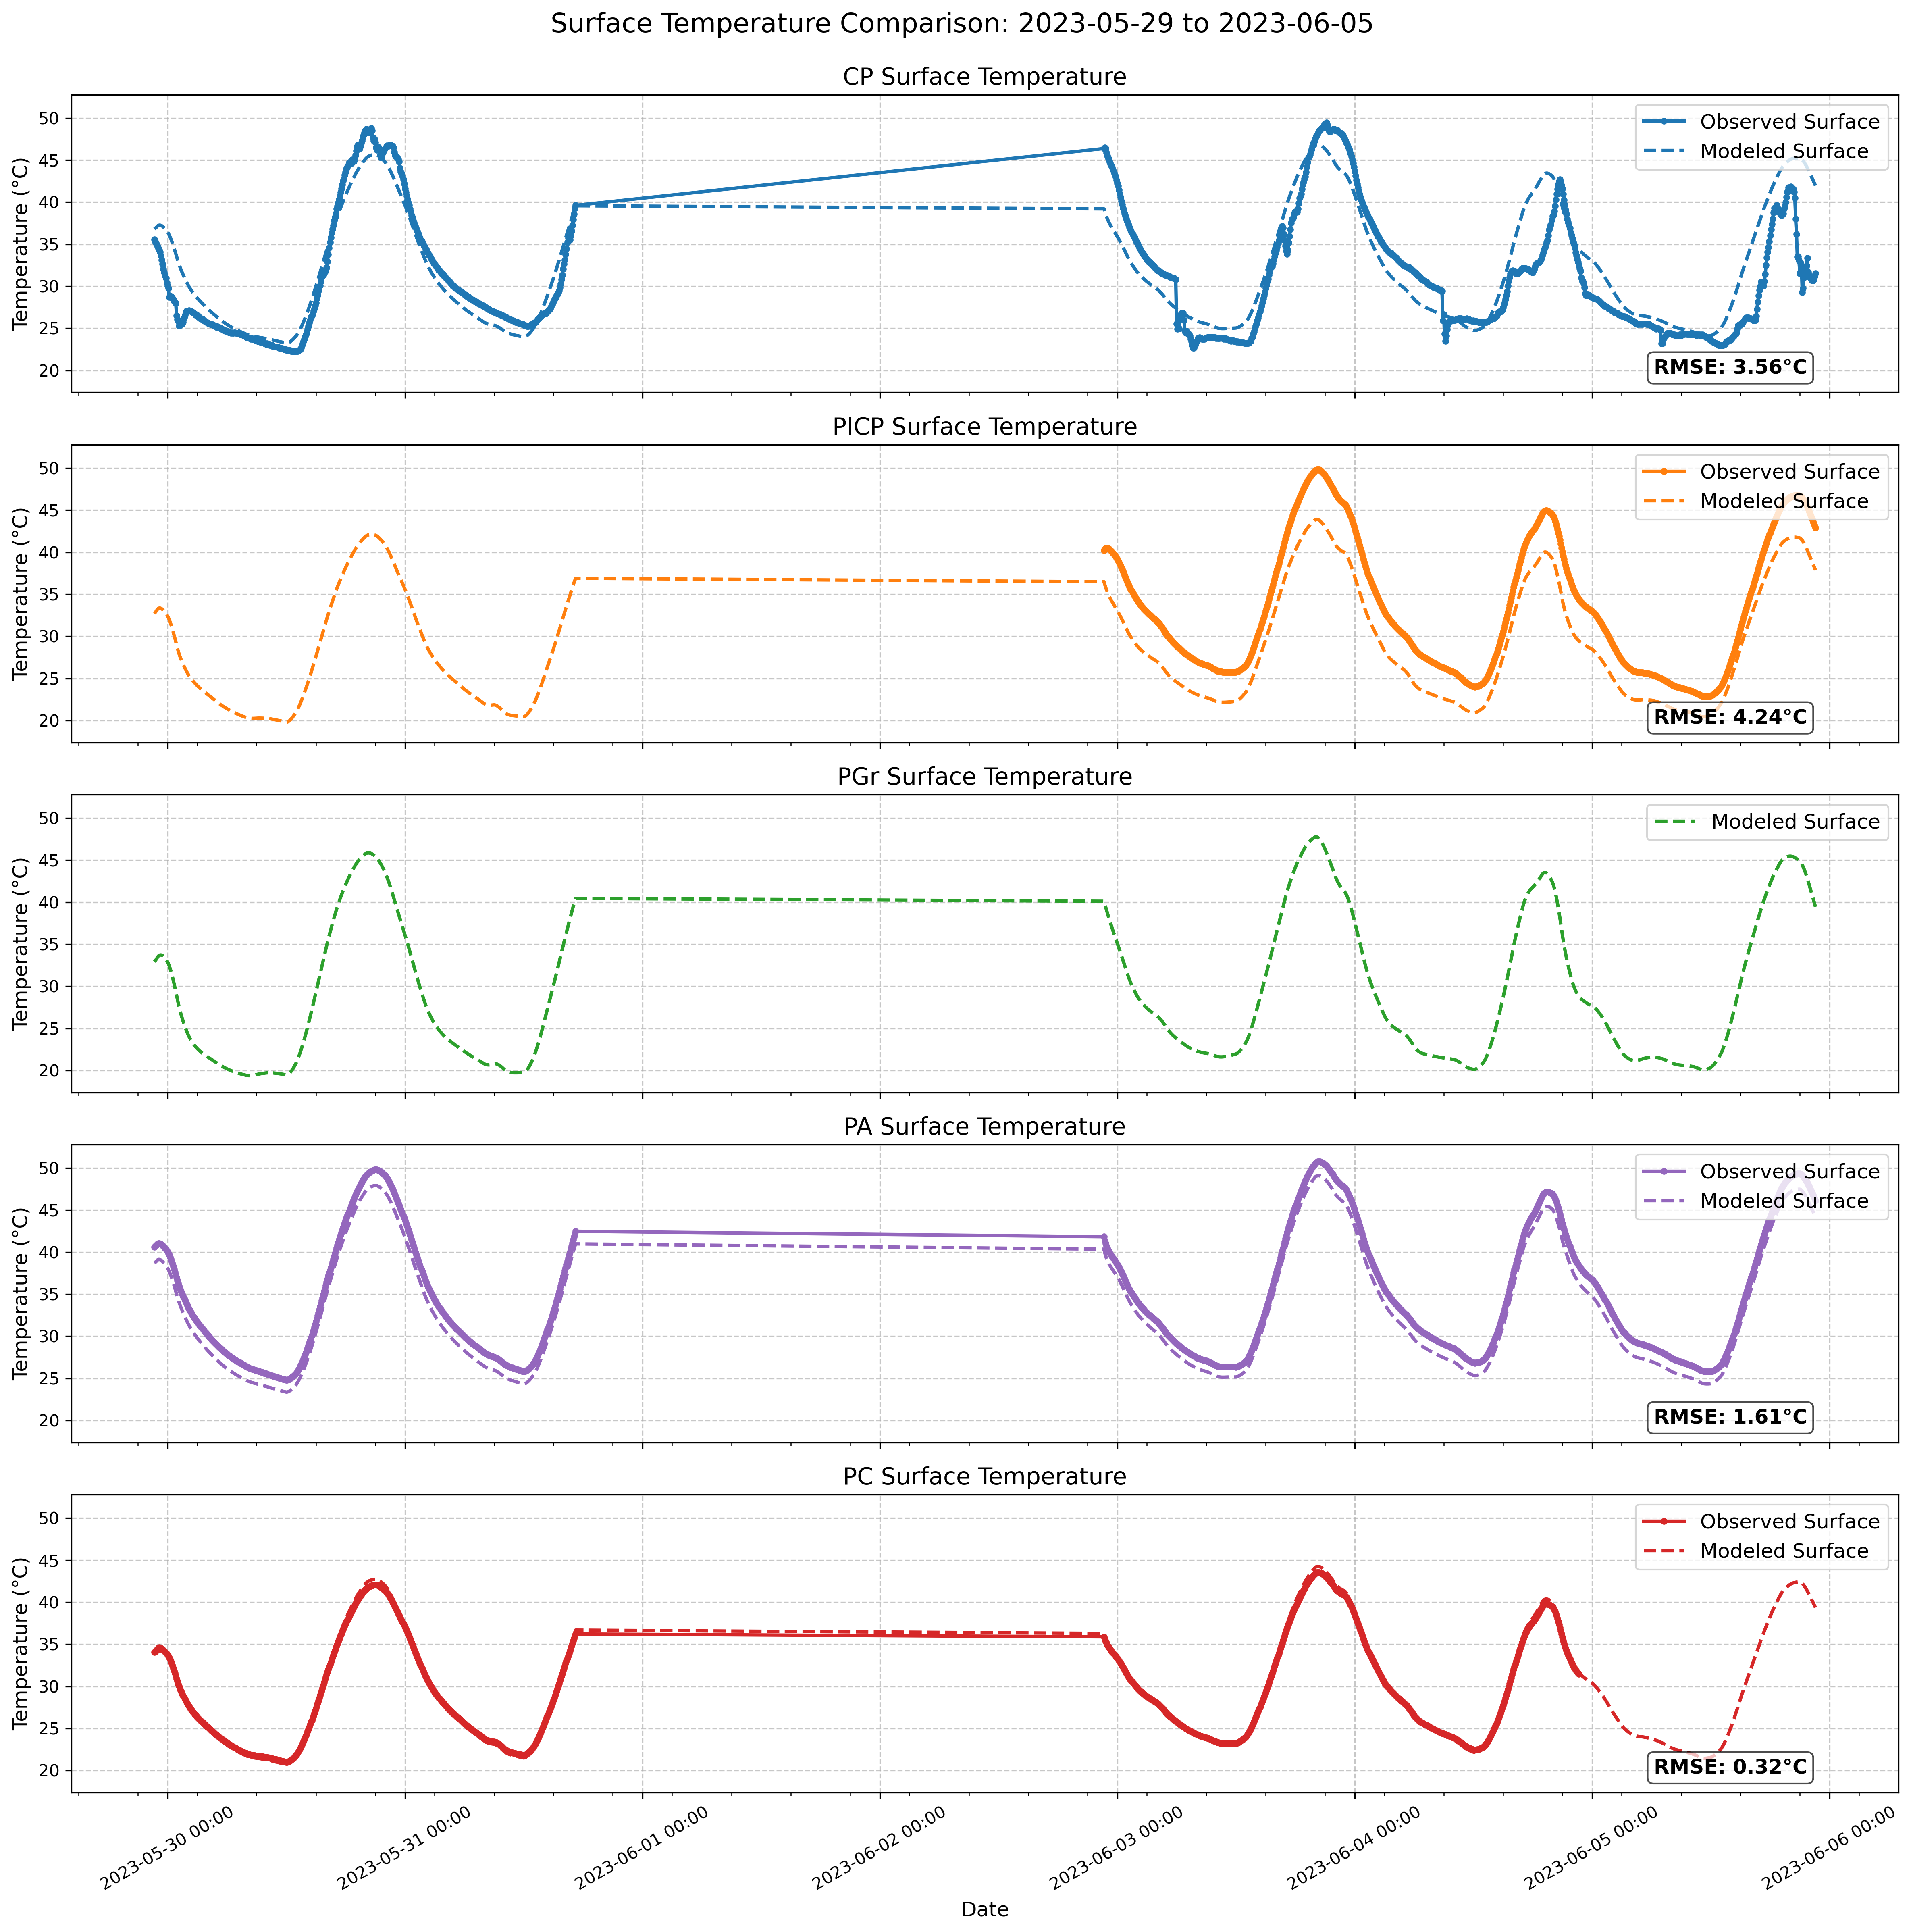 Surface Temperature Comparison: 2023-05-29 to 2023-06-05
CP Surface Temperature
Temperature (°C)
50
45
40
35
30
25
20
Observed Surface
Modeled Surface
RMSE: 3.56°C
PICP Surface Temperature
Temperature (°C)
50
45
40
35
30
25
20
Observed Surface
Modeled Surface
RMSE: 4.24°C
PGr Surface Temperature
Temperature (°C)
50
45
40
35
30
25
20
Modeled Surface
PA Surface Temperature
Temperature (°C)
50
45
40
35
30
25
20
Observed Surface
Modeled Surface
RMSE: 1.61°C
PC Surface Temperature
Temperature (°C)
50
45
40
35
30
25
20
Observed Surface
Modeled Surface
RMSE: 0.32°C
2023-05-30 00:00
2023-05-31 00:00
2023-06-01 00:00
2023-06-02 00:00
2023-06-03 00:00
2023-06-04 00:00
2023-06-05 00:00
2023-06-06 00:00
Date